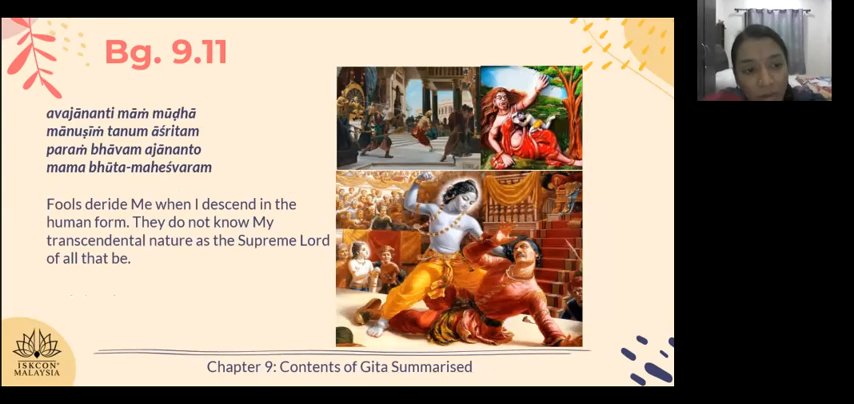 Bg. 9.11
avajānanti māṁ mūḍhā
mānuṣīṁ tanum āśritam
paraṁ bhāvam ajānanto
mama bhūta-maheśvaram
Fools deride Me when I descend in the
human form. They do not know My
transcendental nature as the Supreme Lord
of all that be.
ISKCON
MALAYSIA
Chapter 9: Contents of Gita Summarised